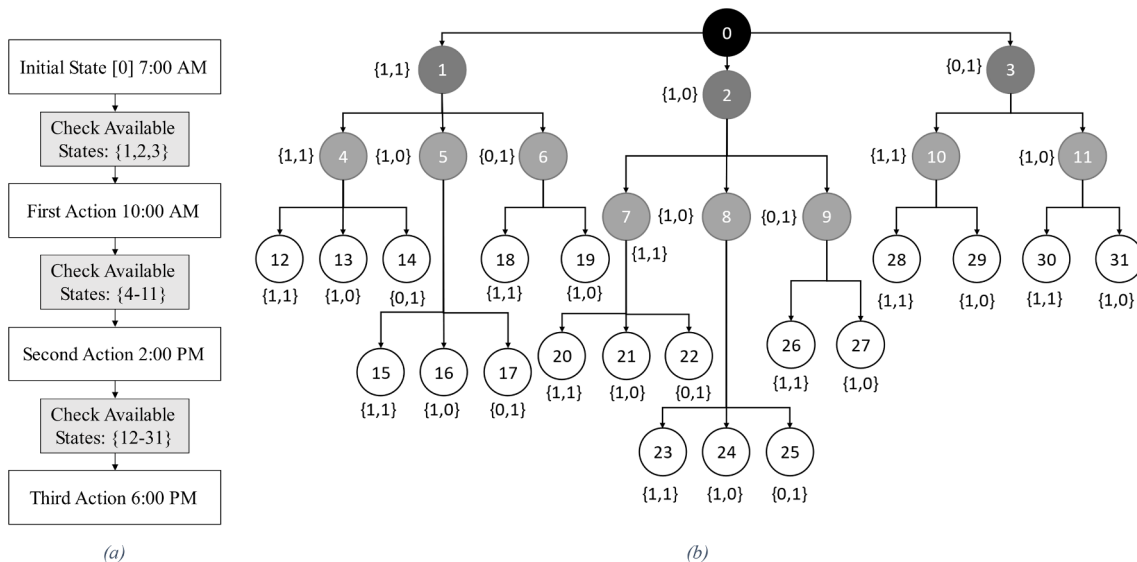 Initial State [0] 7:00 AM
Check Available
States: {1,2,3}
First Action 10:00 AM
Check Available
States: {4-11}
Second Action 2:00 PM
Check Available
States: {12-31}
Third Action 6:00 PM
(a)
0
{1,1} 1
{1,0} 2
{0,1} 3
{1,1} 4 {1,0} 5 {0,1} 6
{1,1} 10 {1,0} 11
7 {1,0} 8 {0,1} 9
{1,1}
12 13 14 18 19
{1,1} {1,0} {0,1} {1,1} {1,0}
28 29 30 31
{1,1} {1,0} {1,1} {1,0}
15 16 17
{1,1} {1,0} {0,1}
20 21 22
{1,1} {1,0} {0,1}
26 27
{1,1} {1,0}
23 24 25
{1,1} {1,0} {0,1}
(b)